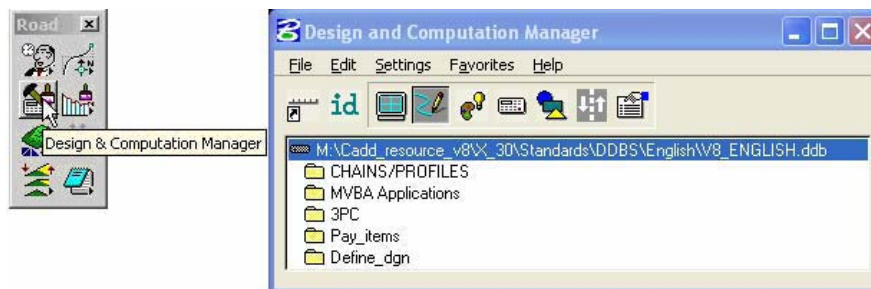 Road
Design & Computation Manager
Design and Computation Manager
File Edit Settings Favorites Help
id
M:\Cadd_resource_v8\X_30\Standards\DDBS\English\V8_ENGLISH.ddb
CHAINS/PROFILES
MVBA Applications
3PC
Pay_items
Define_dgn